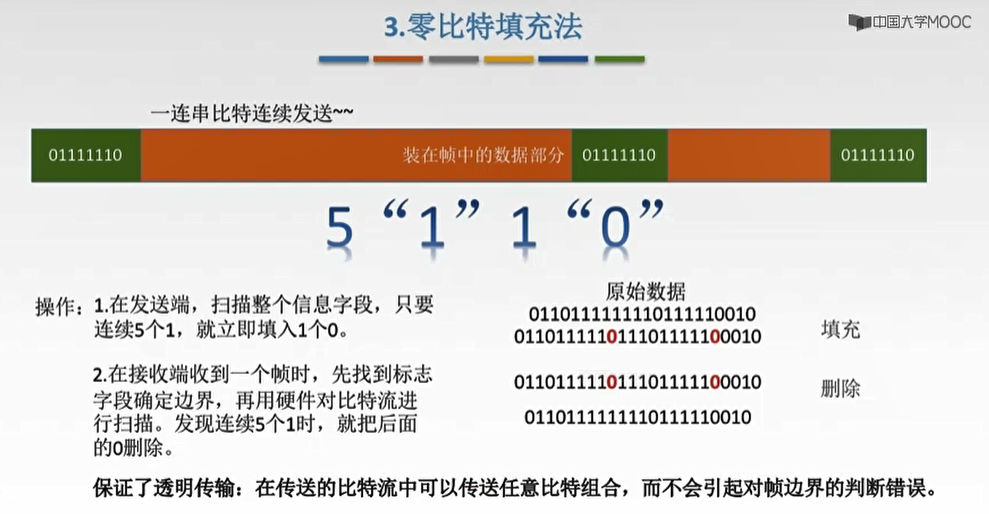 3.零比特填充法
中国大学MOOC
一连串比特连续发送~~
01111110 装在帧中的数据部分 01111110 01111110
5 “1” 1 “0”
操作：1.在发送端，扫描整个信息字段，只要
连续5个1，就立即填入1个0。
2.在接收端收到一个帧时，先找到标志
字段确定边界，再用硬件对比特流进
行扫描。发现连续5个1时，就把后面
的0删除。
原始数据
0110111111110111110010
011011111011101111100010 填充
011011111011101111100010 删除
0110111111110111110010
保证了透明传输：在传送的比特流中可以传送任意比特组合，而不会引起对帧边界的判断错误。